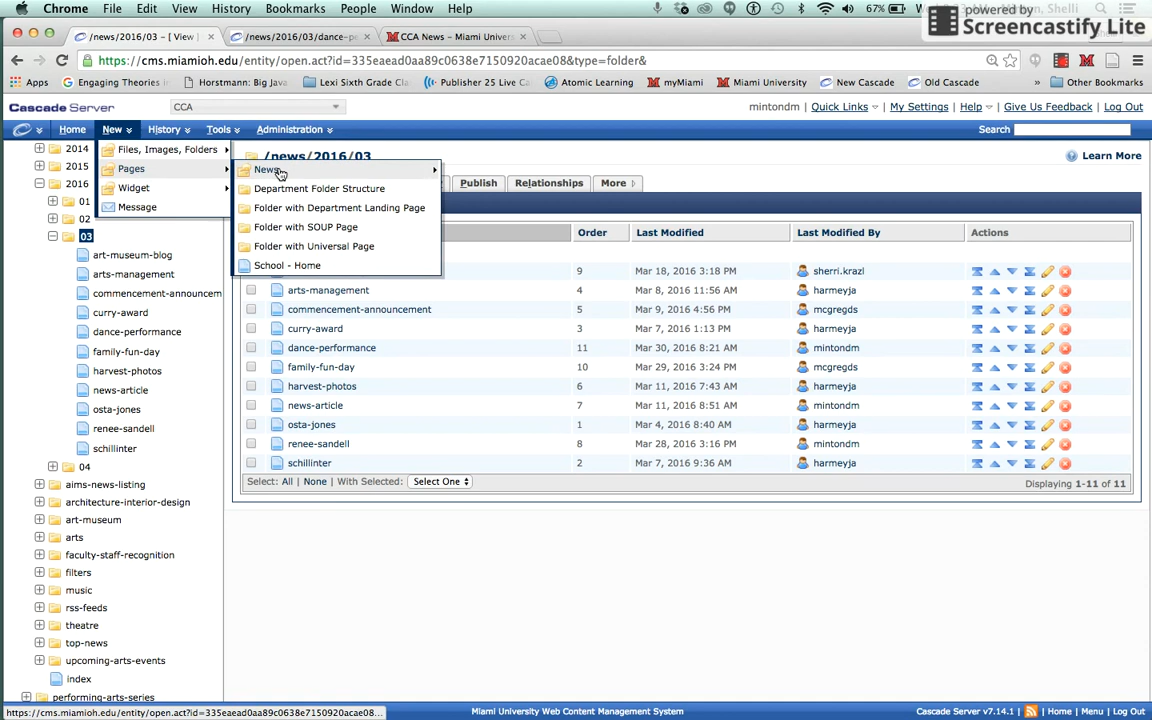 Chrome File Edit View History Bookmarks People Window Help 67% Shelli
powered by
Screencastify Lite
/news/2016/03 – [ View ] × /news/2016/03/dance-pe × CCA News – Miami Univers ×
https://cms.miamioh.edu/entity/open.act?id=335eaead0aa89c0638e7150920acae08&type=folder&
Apps Engaging Theories in Horstmann: Big Java Lexi Sixth Grade Cl Publisher 25 Live Ca Atomic Learning myMiami Miami University New Cascade Old Cascade » Other Bookmarks
Cascade Server CCA mintondm Quick Links My Settings Help Give Us Feedback Log Out
Home New History Tools Administration Search
Files, Images, Folders
Pages
Widget
Message
News
Department Folder Structure
Folder with Department Landing Page
Folder with SOUP Page
Folder with Universal Page
School - Home
/news/2016/03 Learn More
Publish Relationships More
2014
2015
2016
01
02
03
art-museum-blog
arts-management
commencement-announcem
curry-award
dance-performance
family-fun-day
harvest-photos
news-article
osta-jones
renee-sandell
schillinter
04
aims-news-listing
architecture-interior-design
art-museum
arts
faculty-staff-recognition
filters
music
rss-feeds
theatre
top-news
upcoming-arts-events
index
performing-arts-series
Order Last Modified Last Modified By Actions
9 Mar 18, 2016 3:18 PM sherri.krazl
arts-management 4 Mar 8, 2016 11:56 AM harmeyja
commencement-announcement 5 Mar 9, 2016 4:56 PM mcgregds
curry-award 3 Mar 7, 2016 1:13 PM harmeyja
dance-performance 11 Mar 30, 2016 8:21 AM mintondm
family-fun-day 10 Mar 29, 2016 3:24 PM mcgregds
harvest-photos 6 Mar 11, 2016 7:43 AM harmeyja
news-article 7 Mar 11, 2016 8:51 AM mintondm
osta-jones 1 Mar 4, 2016 8:40 AM harmeyja
renee-sandell 8 Mar 28, 2016 3:16 PM mintondm
schillinter 2 Mar 7, 2016 9:36 AM harmeyja
Select: All | None | With Selected: Select One Displaying 1-11 of 11
https://cms.miamioh.edu/entity/open.act?id=335eaead0aa89c0638e7150920acae08... Miami University Web Content Management System Cascade Server v7.14.1 | Home | Menu | Log Out